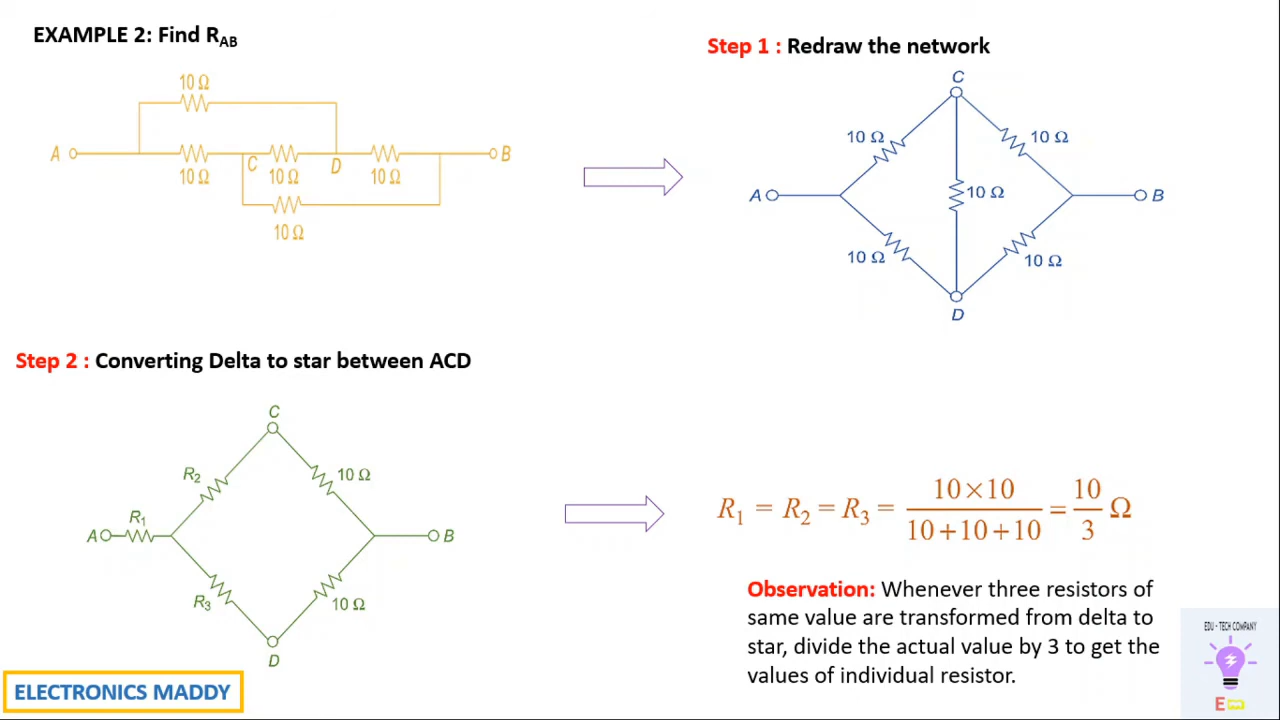 EXAMPLE 2: Find R_AB
10 Ω
A
10 Ω
C
10 Ω
D
10 Ω
B
10 Ω
Step 1 : Redraw the network
C
10 Ω
10 Ω
A
10 Ω
B
10 Ω
10 Ω
D
Step 2 : Converting Delta to star between ACD
C
R₂
10 Ω
R₁
A
B
R₃
10 Ω
D
R₁ = R₂ = R₃ = 10×10 / 10+10+10 = 10/3 Ω
Observation: Whenever three resistors of
same value are transformed from delta to
star, divide the actual value by 3 to get the
values of individual resistor.
EDU - TECH COMPANY
Em
ELECTRONICS MADDY